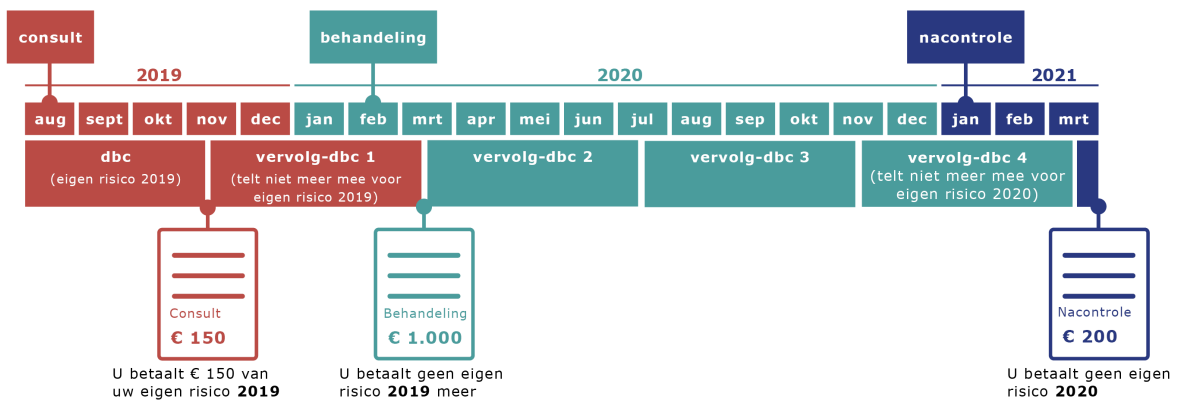 consult
behandeling
nacontrole
2019
2020
2021
aug sept okt nov dec jan feb mrt apr mei jun jul aug sep okt nov dec jan feb mrt
dbc
(eigen risico 2019)
vervolg-dbc 1
(telt niet meer mee voor
eigen risico 2019)
vervolg-dbc 2
vervolg-dbc 3
vervolg-dbc 4
(telt niet meer mee voor
eigen risico 2020)
Consult
€ 150
U betaalt € 150 van
uw eigen risico 2019
Behandeling
€ 1.000
U betaalt geen eigen
risico 2019 meer
Nacontrole
€ 200
U betaalt geen eigen
risico 2020